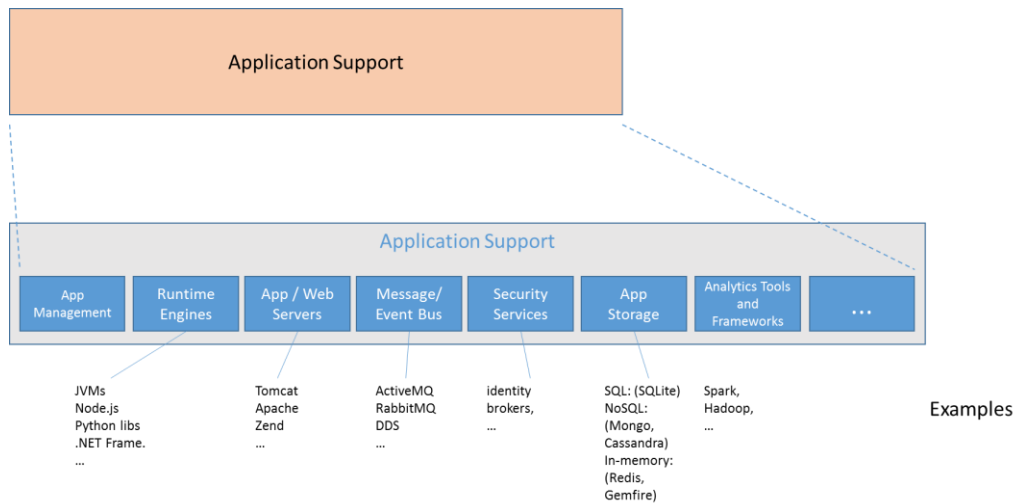 Application Support
Application Support
App
Management
Runtime
Engines
App / Web
Servers
Message/
Event Bus
Security
Services
App
Storage
Analytics Tools
and
Frameworks
...
JVMs
Node.js
Python libs
.NET Frame.
...
Tomcat
Apache
Zend
...
ActiveMQ
RabbitMQ
DDS
...
identity
brokers,
...
SQL: (SQLite)
NoSQL:
(Mongo,
Cassandra)
In-memory:
(Redis,
Gemfire)
Spark,
Hadoop,
...
Examples